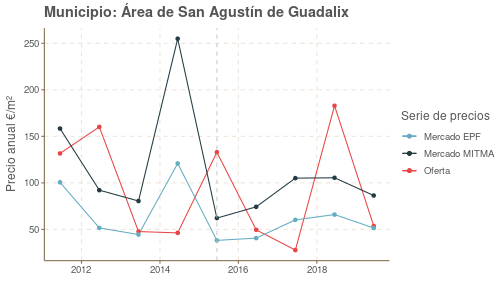 Municipio: Área de San Agustín de Guadalix
Precio anual €/m²
250
200
150
100
50
2012
2014
2016
2018
Serie de precios
Mercado EPF
Mercado MITMA
Oferta